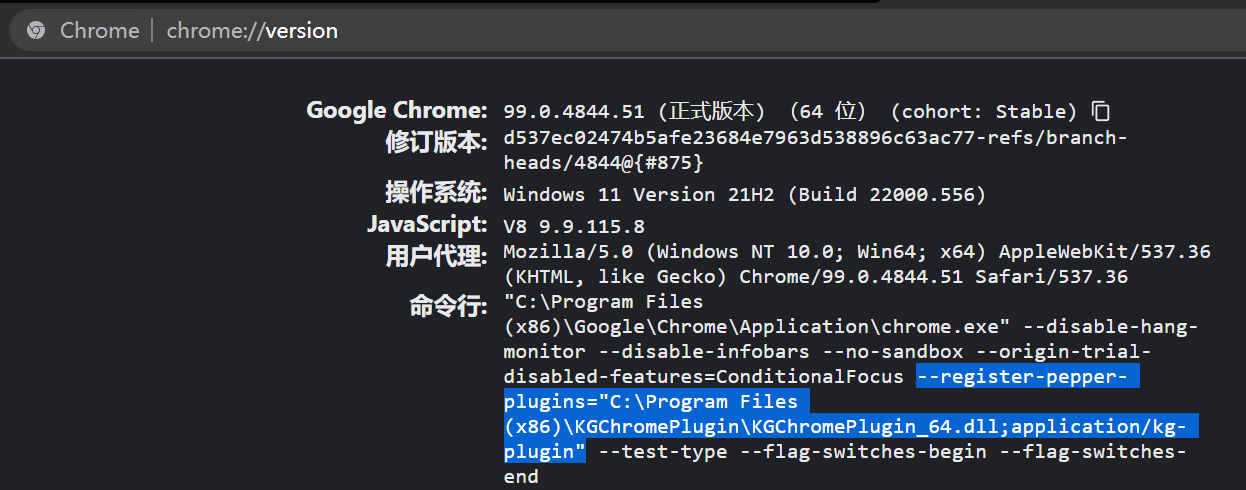 Chrome | chrome://version
Google Chrome: 99.0.4844.51 (正式版本) (64 位) (cohort: Stable)
修订版本: d537ec02474b5afe23684e7963d538896c63ac77-refs/branch-
heads/4844@{#875}
操作系统: Windows 11 Version 21H2 (Build 22000.556)
JavaScript: V8 9.9.115.8
用户代理: Mozilla/5.0 (Windows NT 10.0; Win64; x64) AppleWebKit/537.36
(KHTML, like Gecko) Chrome/99.0.4844.51 Safari/537.36
命令行: "C:\Program Files
(x86)\Google\Chrome\Application\chrome.exe" --disable-hang-
monitor --disable-infobars --no-sandbox --origin-trial-
disabled-features=ConditionalFocus --register-pepper-
plugins="C:\Program Files
(x86)\KGChromePlugin\KGChromePlugin_64.dll;application/kg-
plugin" --test-type --flag-switches-begin --flag-switches-
end